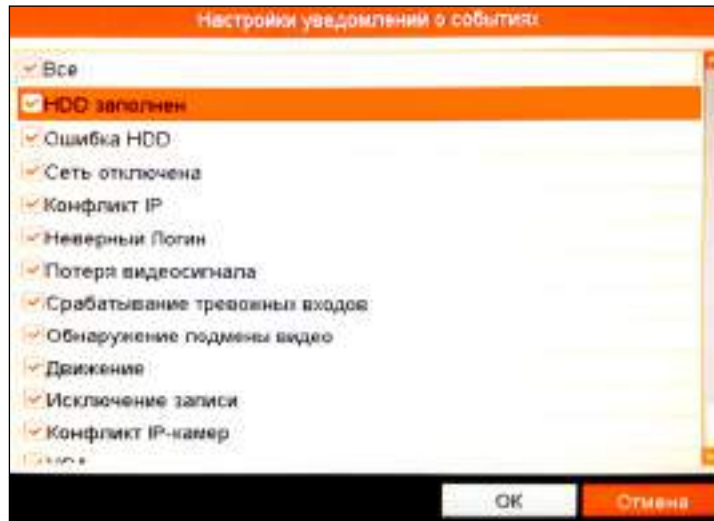 Настройки уведомлений о событиях
Все
HDD заполнен
Ошибка HDD
Сеть отключена
Конфликт IP
Неверный Логин
Потеря видеосигнала
Срабатывание тревожных входов
Обнаружение подмены видео
Движение
Исключение записи
Конфликт IP-камер
OK
Отмена